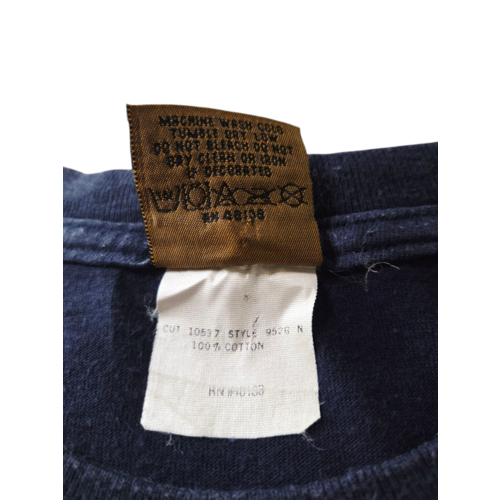 MACHINE WASH COLD
TUMBLE DRY LOW
DO NOT BLEACH DO NOT
DRY CLEAN OR IRON
IF DECORATED
RN 48138
CUT 10537 STYLE 9526 N
100% COTTON
RN#48138